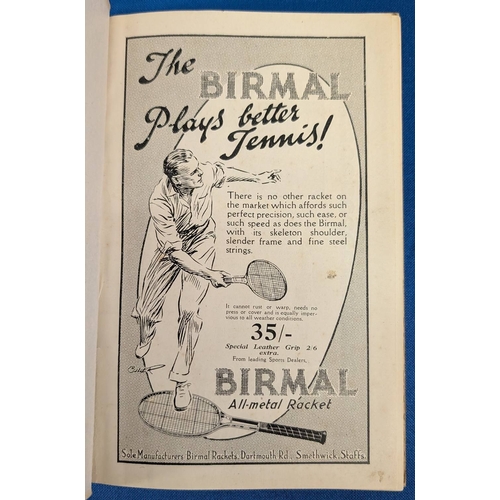 The
BIRMAL
Plays better
Tennis!
There is no other racket on
the market which affords such
perfect precision, such ease, or
such speed as does the Birmal,
with its skeleton shoulder,
slender frame and fine steel
strings.
It cannot rust or warp, needs no
press or cover and is equally imper-
vious to all weather conditions.
35/-
Special Leather Grip 2/6
extra.
From leading Sports Dealers.
BIRMAL
All-metal Racket
Sole Manufacturers Birmal Rackets, Dartmouth Rd., Smethwick, Staffs.